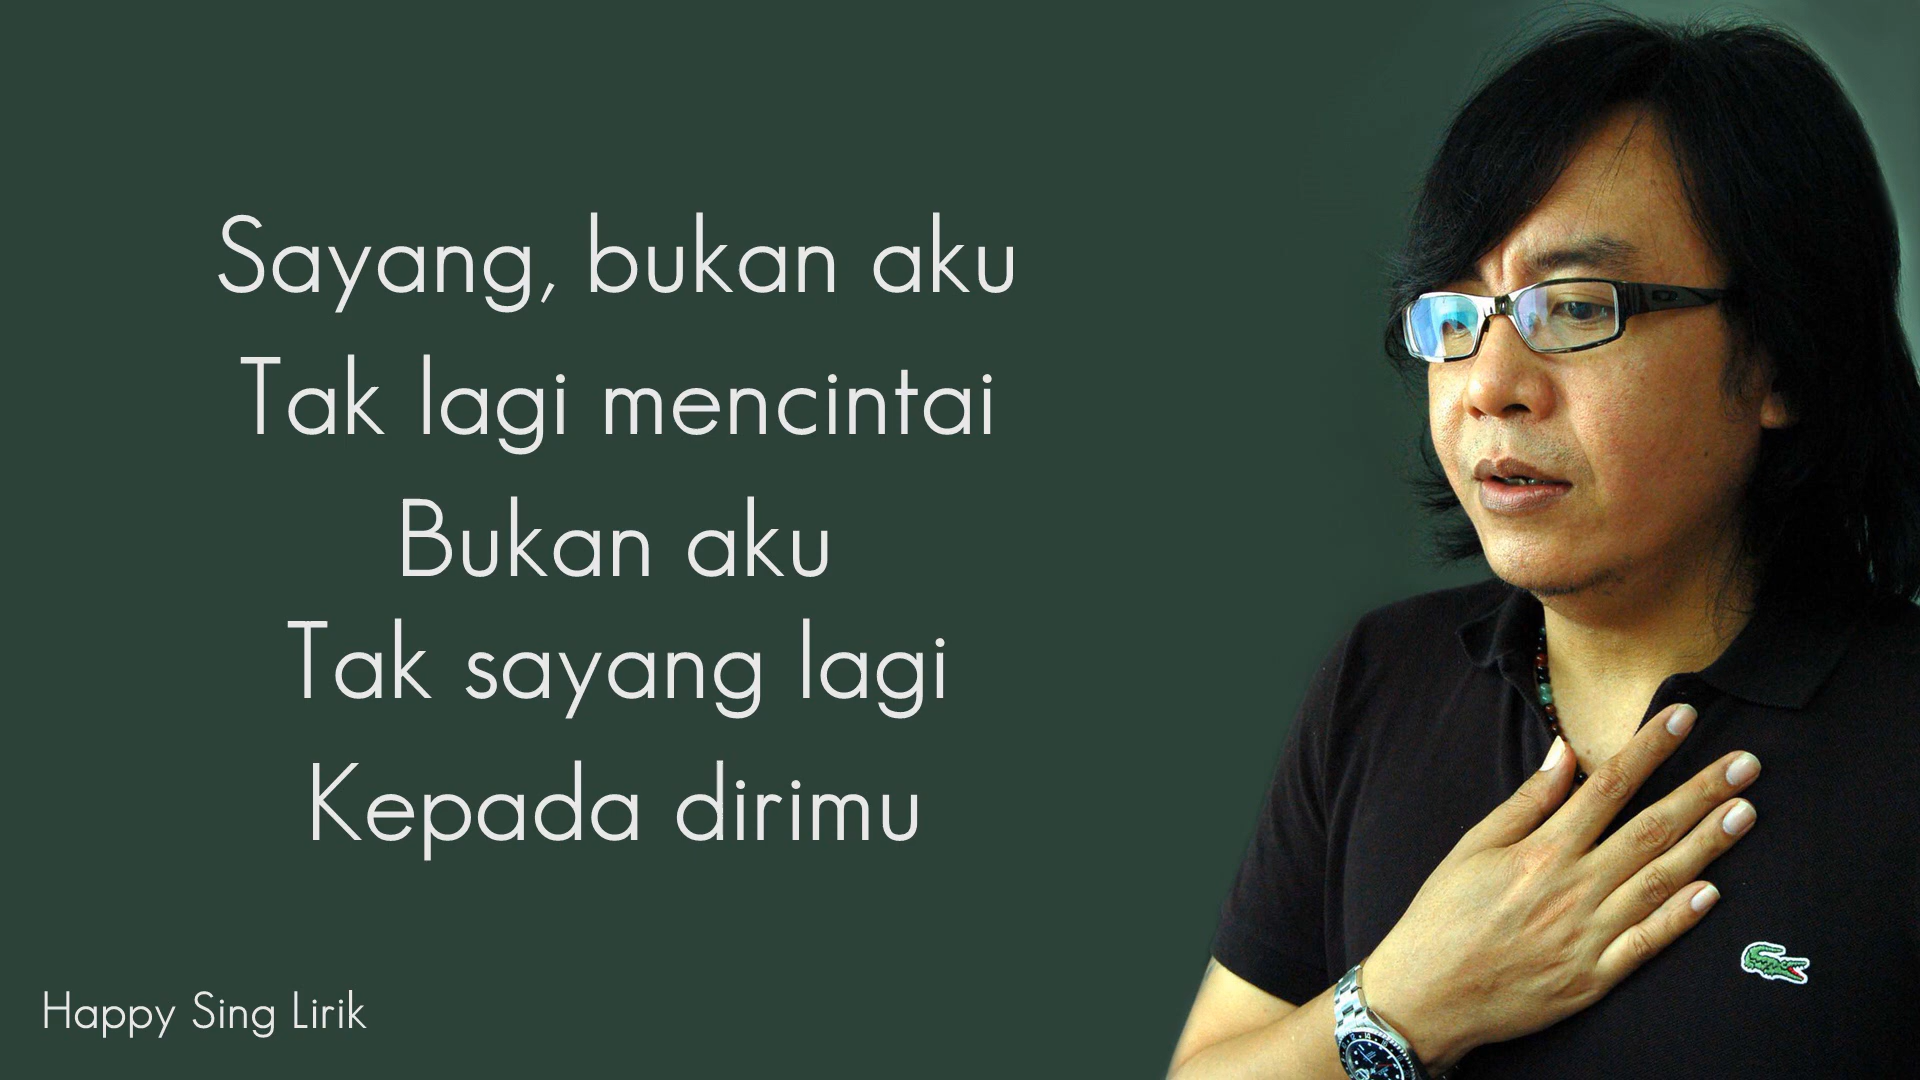 Sayang, bukan aku
Tak lagi mencintai
Bukan aku
Tak sayang lagi
Kepada dirimu
Happy Sing Lirik